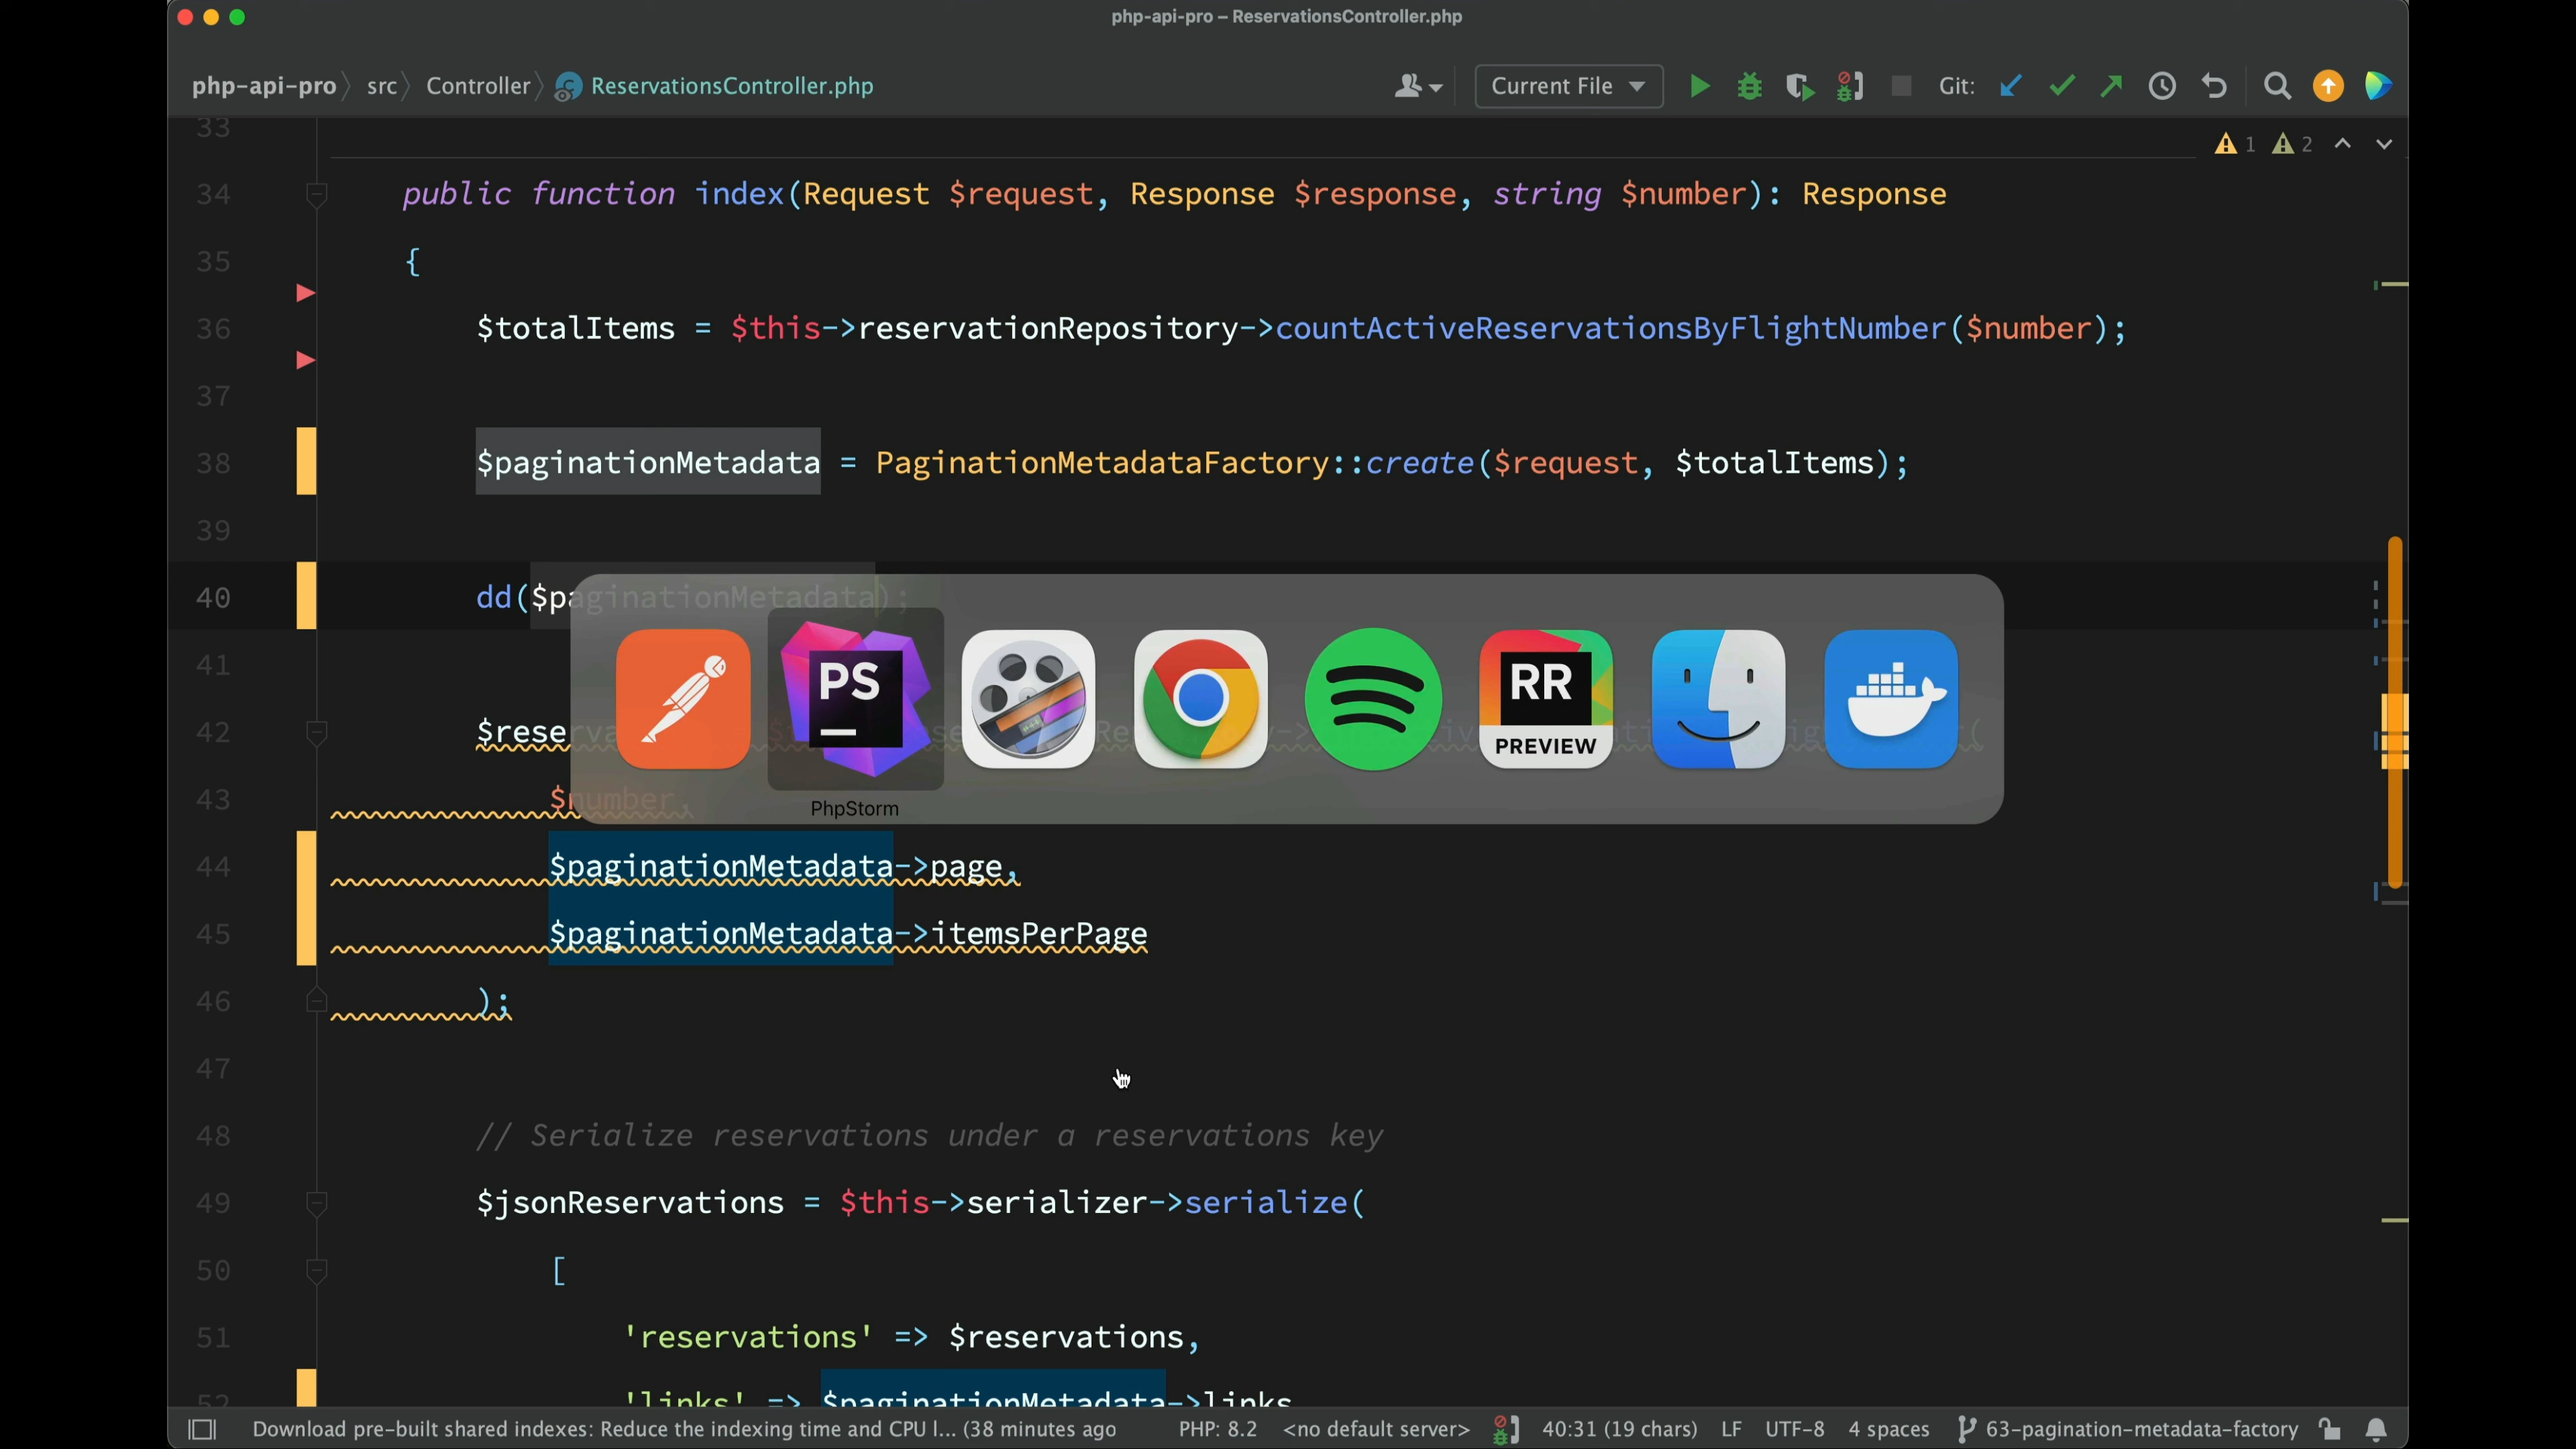 php-api-pro – ReservationsController.php
php-api-pro src Controller ReservationsController.php Current File Git:
33
1 2
34 public function index(Request $request, Response $response, string $number): Response
35 {
36 $totalItems = $this->reservationRepository->countActiveReservationsByFlightNumber($number);
37
38 $paginationMetadata = PaginationMetadataFactory::create($request, $totalItems);
39
40 dd($paginationMetadata);
41
42 $reserva
43 $number,
PS
RR
PREVIEW
PhpStorm
44 $paginationMetadata->page,
45 $paginationMetadata->itemsPerPage
46 );
47
48 // Serialize reservations under a reservations key
49 $jsonReservations = $this->serializer->serialize(
50 [
51 'reservations' => $reservations,
52 'links' => $paginationMetadata->links
Download pre-built shared indexes: Reduce the indexing time and CPU l... (38 minutes ago PHP: 8.2 <no default server> 40:31 (19 chars) LF UTF-8 4 spaces 63-pagination-metadata-factory